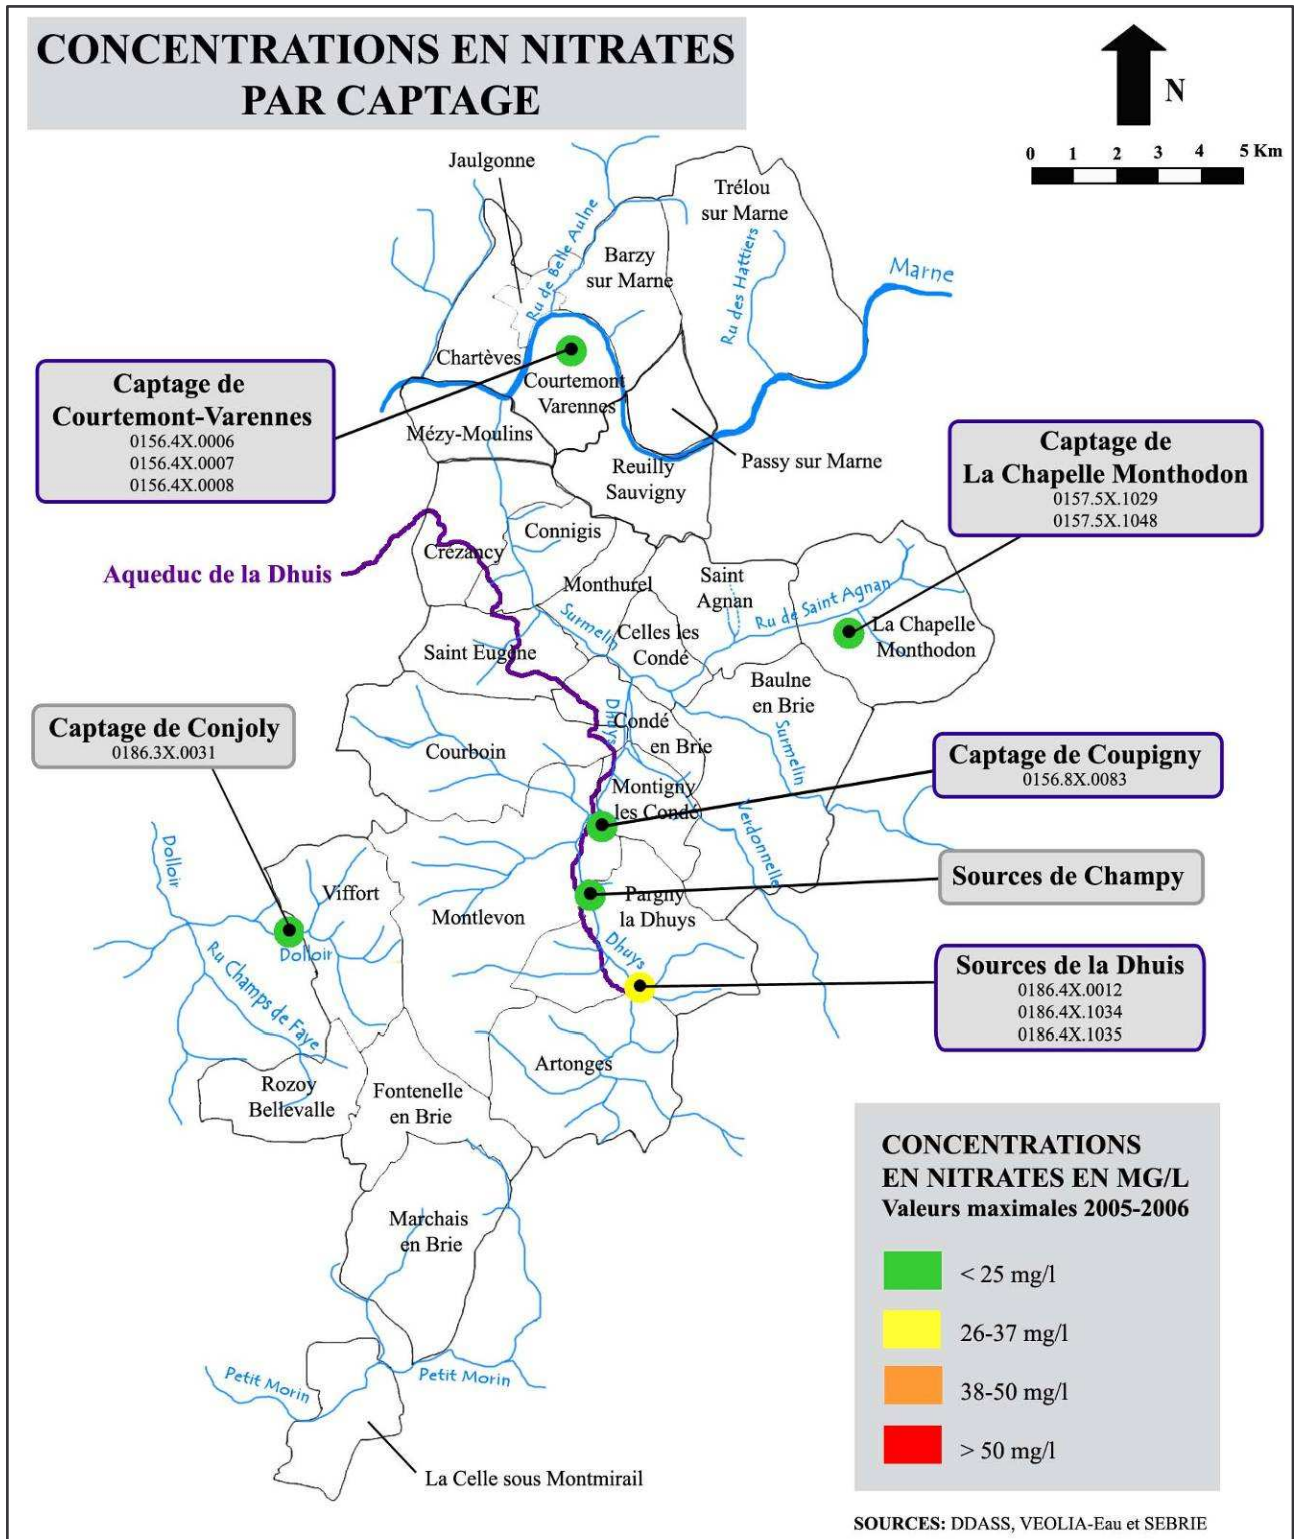 CONCENTRATIONS EN NITRATES
PAR CAPTAGE
N
0 1 2 3 4 5 Km
Jaulgonne
Trélou
sur Marne
Ru de Belle Aulne
Barzy
sur Marne
Ru des Hattiers
Marne
Chartèves
Courtemont
Varennes
Captage de
Courtemont-Varennes
0156.4X.0006
0156.4X.0007
0156.4X.0008
Mézy-Moulins
Reuilly
Sauvigny
Passy sur Marne
Captage de
La Chapelle Monthodon
0157.5X.1029
0157.5X.1048
Connigis
Crézancy
Aqueduc de la Dhuis
Monthurel
Saint
Agnan
Ru de Saint Agnan
La Chapelle
Monthodon
Surmelin
Celles les
Condé
Saint Eugène
Baulne
en Brie
Dhuys
Condé
en Brie
Surmelin
Captage de Conjoly
0186.3X.0031
Courboin
Captage de Coupigny
0156.8X.0083
Montigny
les Condé
Verdonnelle
Dolloir
Viffort
Sources de Champy
Pargny
la Dhuys
Montlevon
Dolloir
Dhuys
Ru Champs de Faye
Sources de la Dhuis
0186.4X.0012
0186.4X.1034
0186.4X.1035
Artonges
Rozoy
Bellevalle
Fontenelle
en Brie
Marchais
en Brie
Petit Morin
Petit Morin
La Celle sous Montmirail
CONCENTRATIONS
EN NITRATES EN MG/L
Valeurs maximales 2005-2006
< 25 mg/l
26-37 mg/l
38-50 mg/l
> 50 mg/l
SOURCES: DDASS, VEOLIA-Eau et SEBRIE